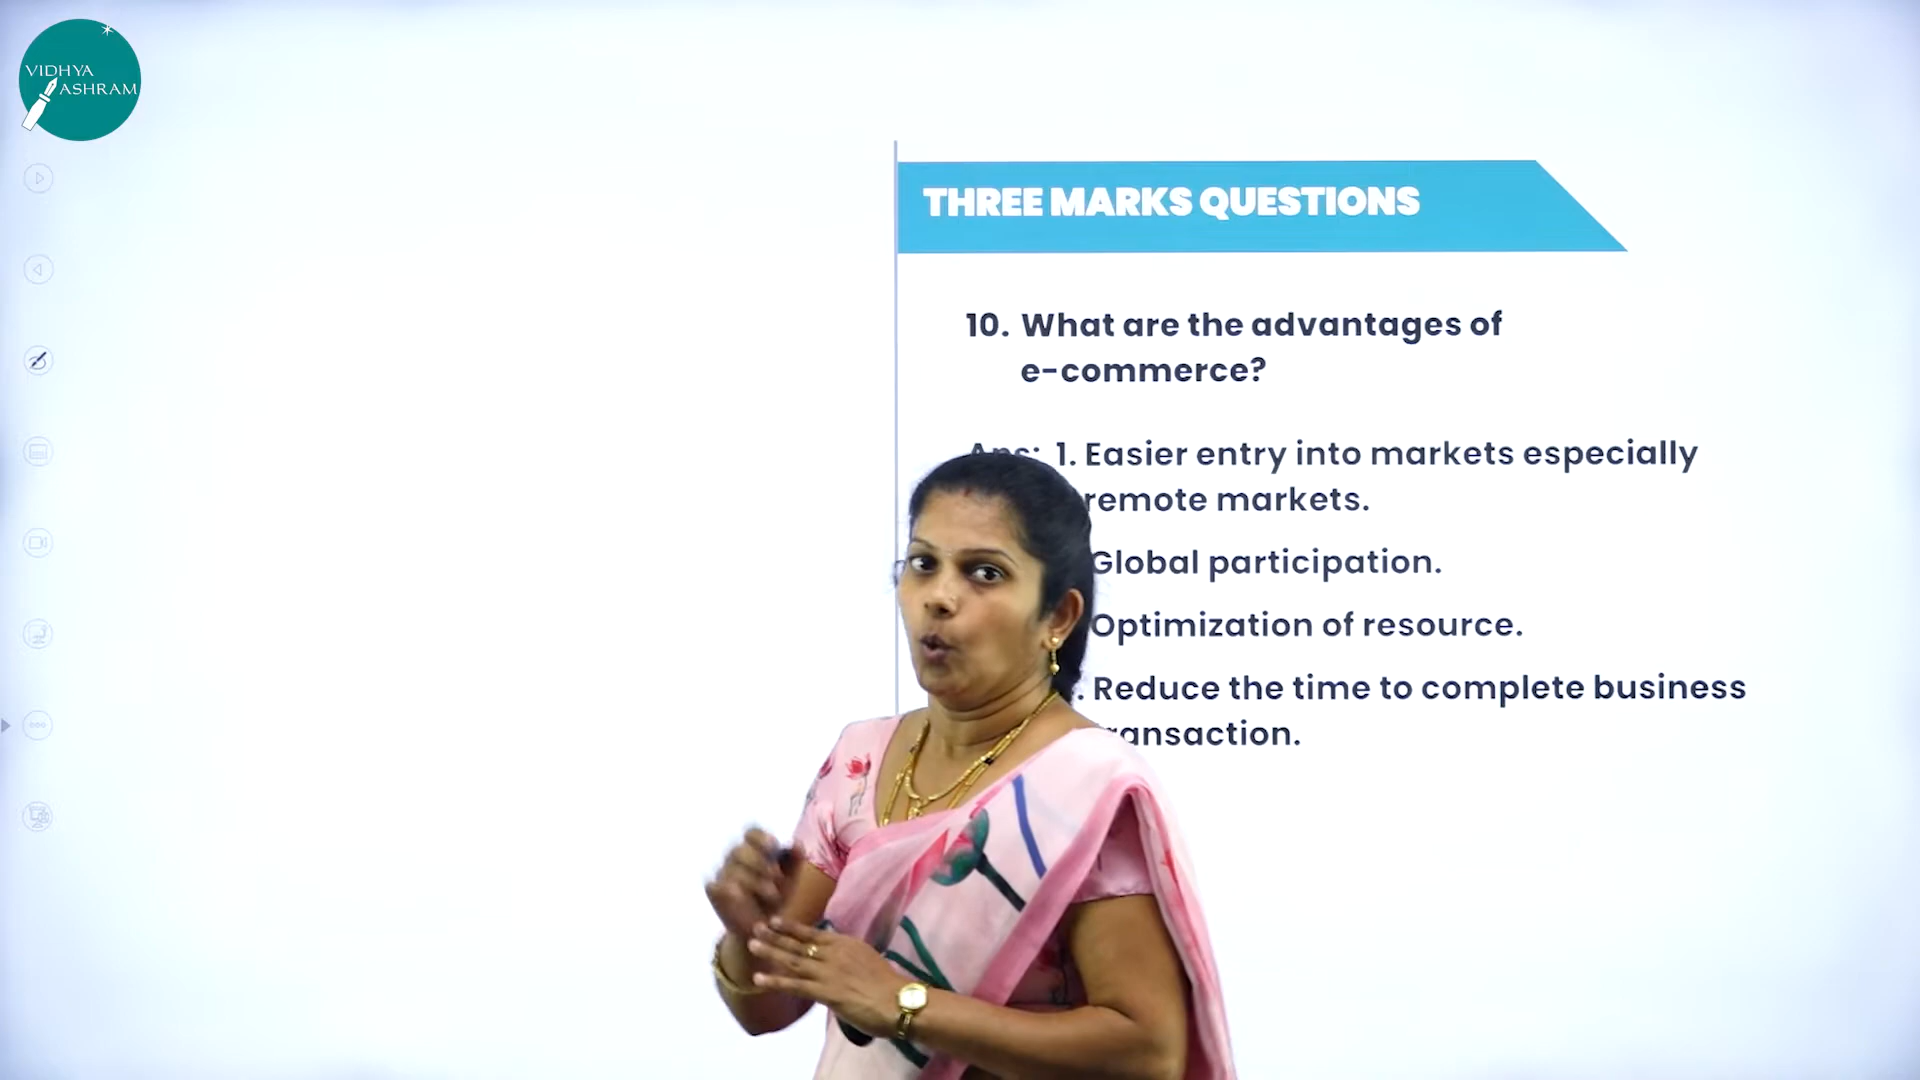 VIDHYA
ASHRAM
THREE MARKS QUESTIONS
10. What are the advantages of
e-commerce?
Ans: 1. Easier entry into markets especially
remote markets.
Global participation.
Optimization of resource.
Reduce the time to complete business
transaction.